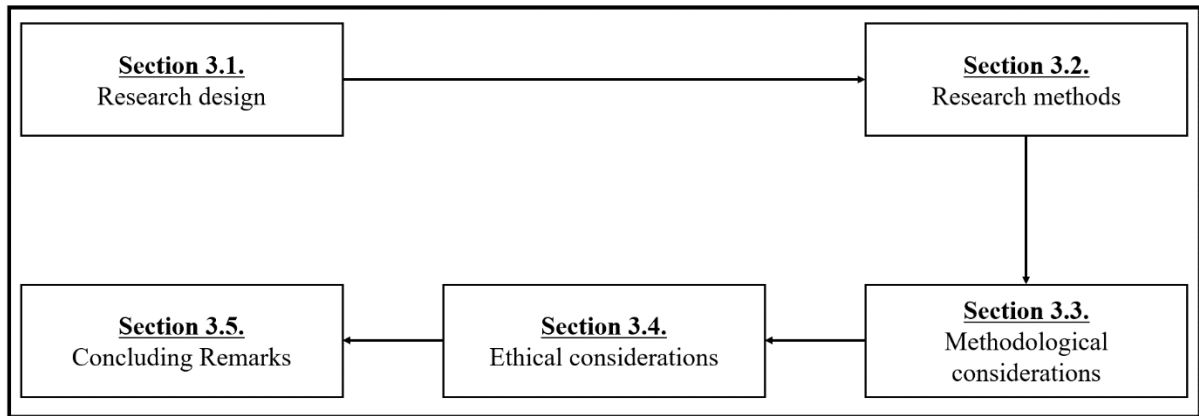 Section 3.1.
Research design
Section 3.2.
Research methods
Section 3.3.
Methodological
considerations
Section 3.4.
Ethical considerations
Section 3.5.
Concluding Remarks